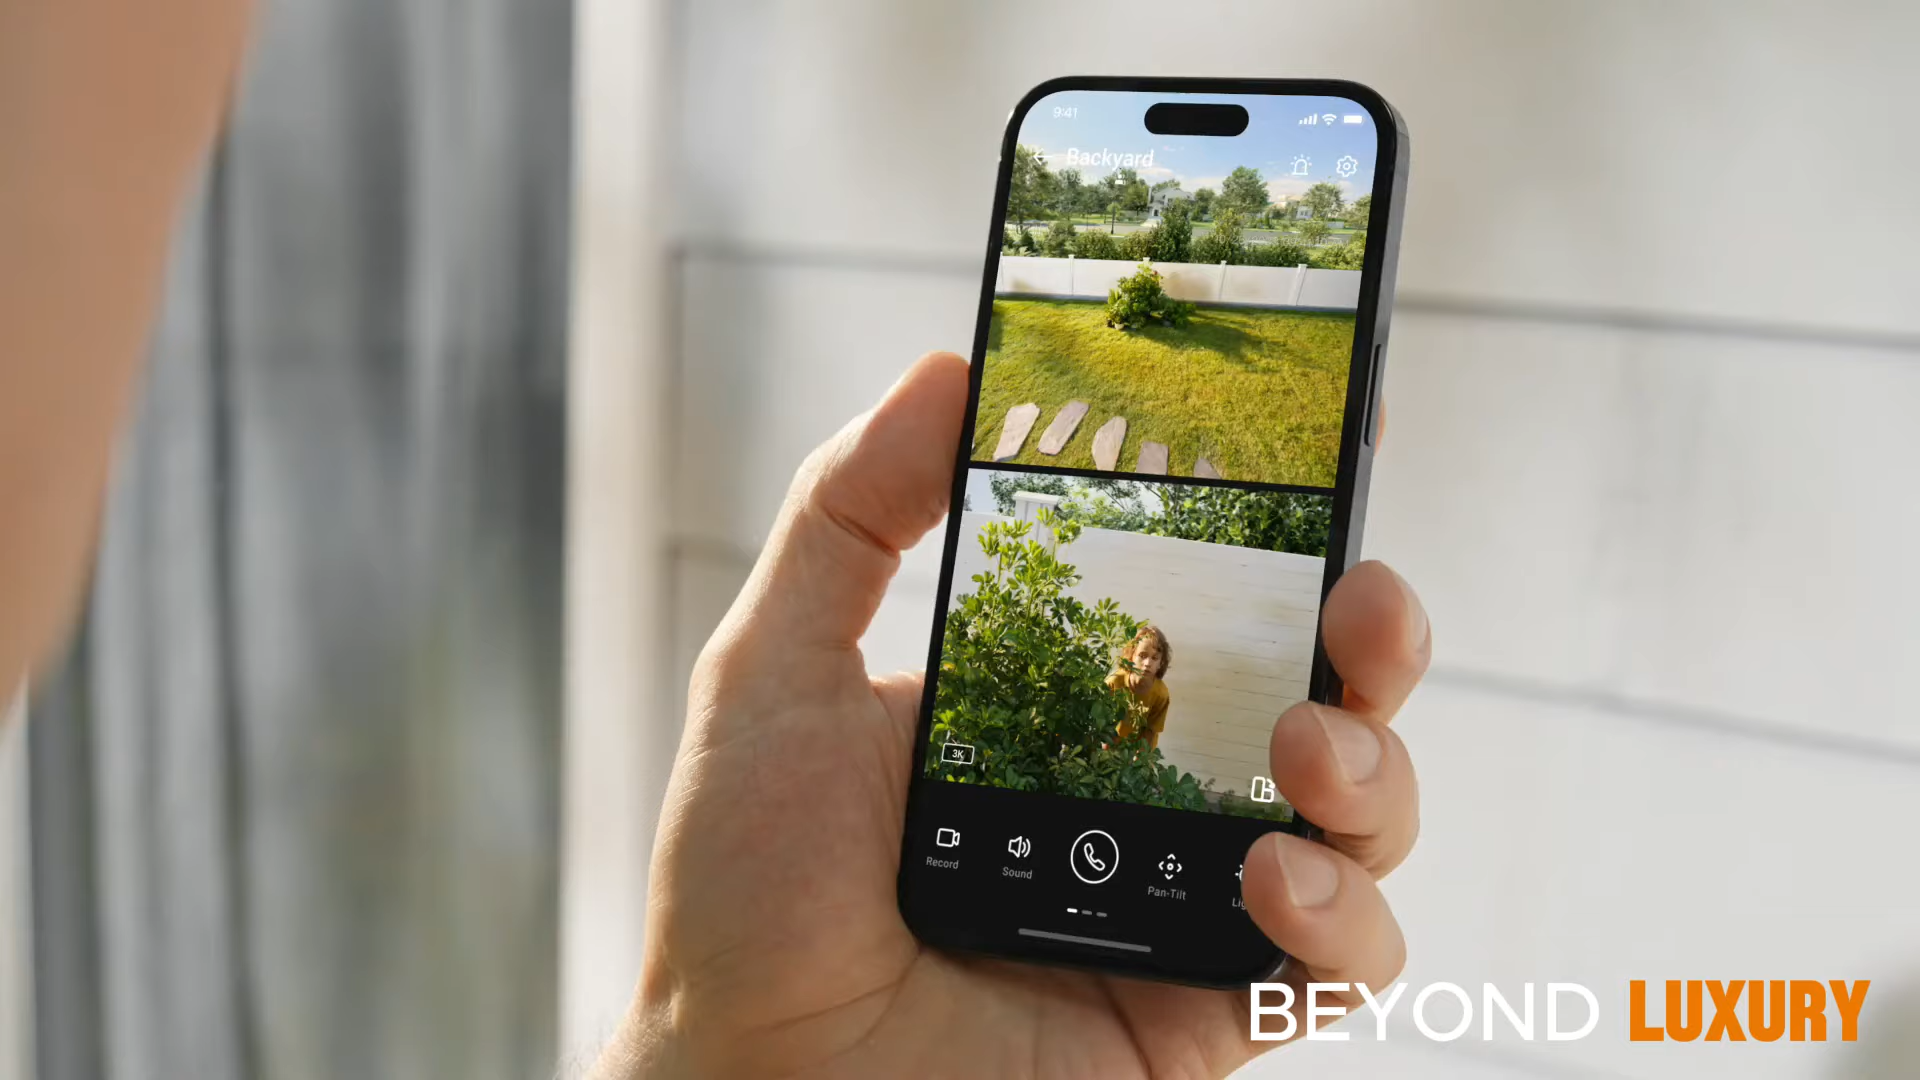 9:41
Backyard
3K
Record
Sound
Pan-Tilt
BEYOND LUXURY